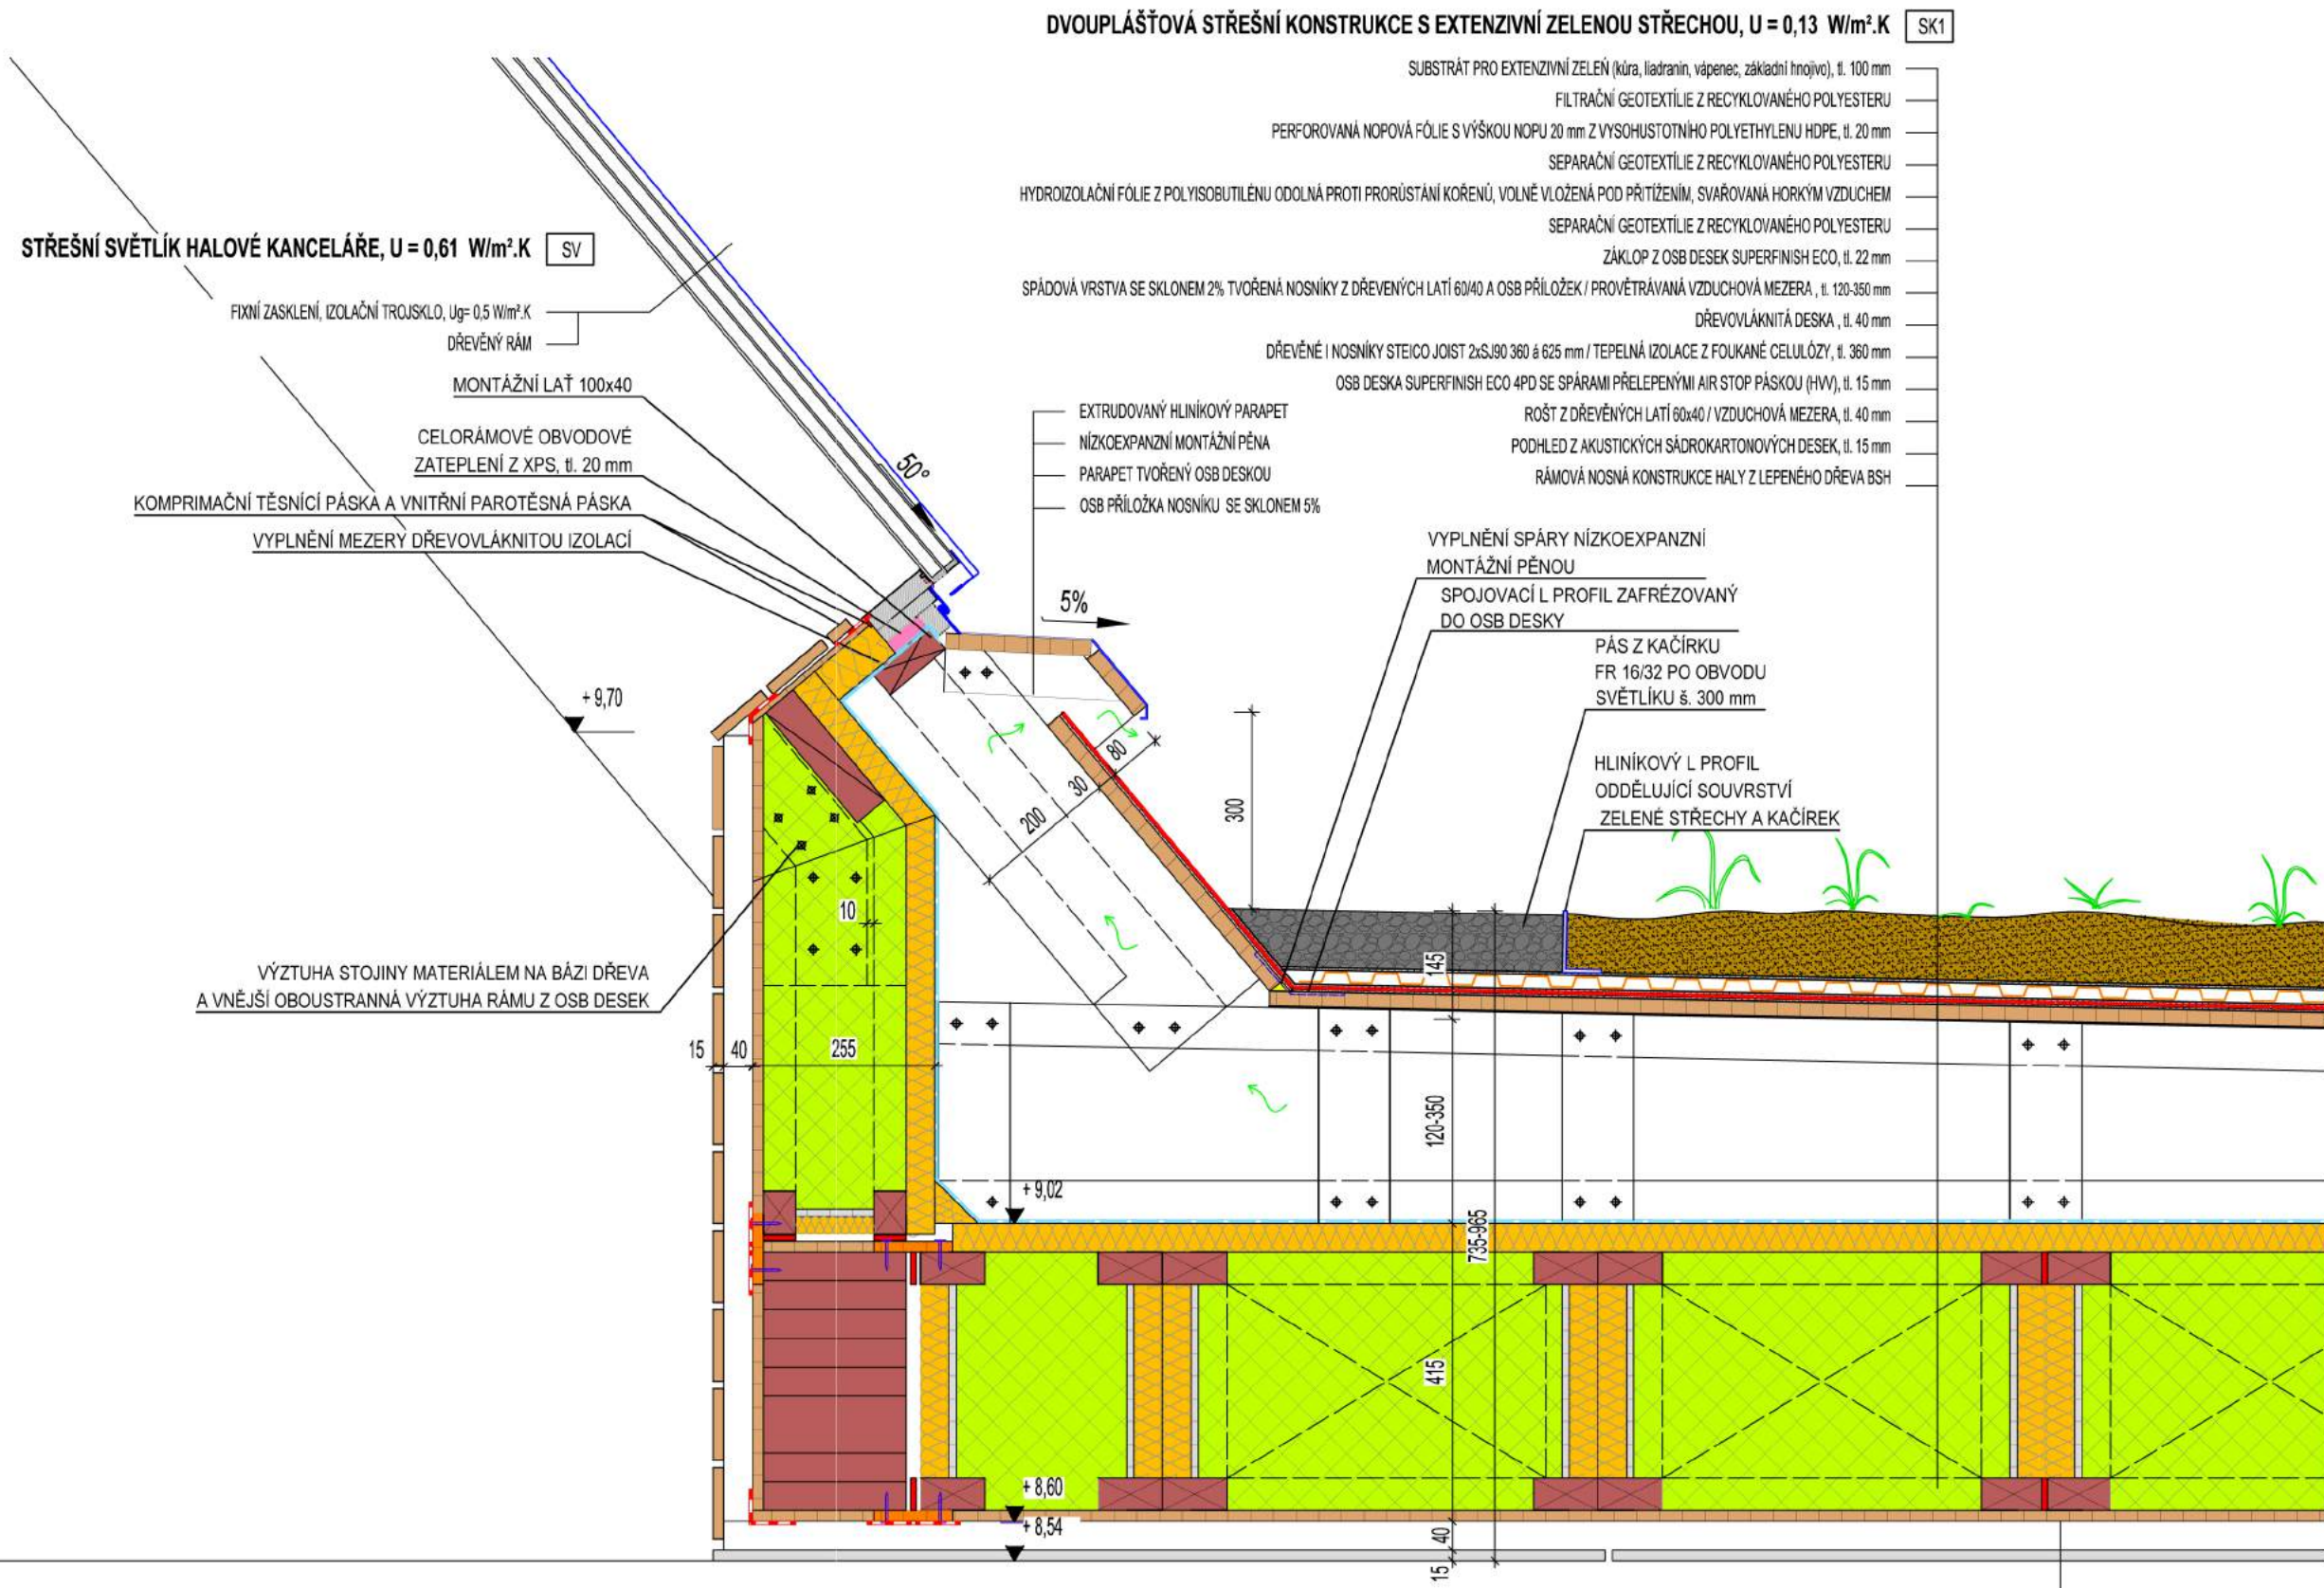 DVOUPLÁŠŤOVÁ STŘEŠNÍ KONSTRUKCE S EXTENZIVNÍ ZELENOU STŘECHOU, U = 0,13 W/m².K SK1
SUBSTRÁT PRO EXTENZIVNÍ ZELEŇ (kůra, liadranin, vápenec, základní hnojivo), tl. 100 mm
FILTRAČNÍ GEOTEXTÍLIE Z RECYKLOVANÉHO POLYESTERU
PERFOROVANÁ NOPOVÁ FÓLIE S VÝŠKOU NOPU 20 mm Z VYSOHUSTOTNÍHO POLYETHYLENU HDPE, tl. 20 mm
SEPARAČNÍ GEOTEXTÍLIE Z RECYKLOVANÉHO POLYESTERU
HYDROIZOLAČNÍ FÓLIE Z POLYISOBUTILÉNU ODOLNÁ PROTI PRORŮSTÁNÍ KOŘENŮ, VOLNĚ VLOŽENÁ POD PŘITÍŽENÍM, SVAŘOVANÁ HORKÝM VZDUCHEM
SEPARAČNÍ GEOTEXTÍLIE Z RECYKLOVANÉHO POLYESTERU
ZÁKLOP Z OSB DESEK SUPERFINISH ECO, tl. 22 mm
SPÁDOVÁ VRSTVA SE SKLONEM 2% TVOŘENÁ NOSNÍKY Z DŘEVENÝCH LATÍ 60/40 A OSB PŘÍLOŽEK / PROVĚTRÁVANÁ VZDUCHOVÁ MEZERA , tl. 120-350 mm
DŘEVOVLÁKNITÁ DESKA , tl. 40 mm
DŘEVĚNÉ I NOSNÍKY STEICO JOIST 2xSJ90 360 á 625 mm / TEPELNÁ IZOLACE Z FOUKANÉ CELULÓZY, tl. 360 mm
OSB DESKA SUPERFINISH ECO 4PD SE SPÁRAMI PŘELEPENÝMI AIR STOP PÁSKOU (HVV), tl. 15 mm
ROŠT Z DŘEVĚNÝCH LATÍ 60x40 / VZDUCHOVÁ MEZERA, tl. 40 mm
PODHLED Z AKUSTICKÝCH SÁDROKARTONOVÝCH DESEK, tl. 15 mm
RÁMOVÁ NOSNÁ KONSTRUKCE HALY Z LEPENÉHO DŘEVA BSH
STŘEŠNÍ SVĚTLÍK HALOVÉ KANCELÁŘE, U = 0,61 W/m².K SV
FIXNÍ ZASKLENÍ, IZOLAČNÍ TROJSKLO, Ug= 0,5 W/m².K
DŘEVĚNÝ RÁM
MONTÁŽNÍ LAŤ 100x40
CELORÁMOVÉ OBVODOVÉ
ZATEPLENÍ Z XPS, tl. 20 mm
KOMPRIMAČNÍ TĚSNÍCÍ PÁSKA A VNITŘNÍ PAROTĚSNÁ PÁSKA
VYPLNĚNÍ MEZERY DŘEVOVLÁKNITOU IZOLACÍ
EXTRUDOVANÝ HLINÍKOVÝ PARAPET
NÍZKOEXPANZNÍ MONTÁŽNÍ PĚNA
PARAPET TVOŘENÝ OSB DESKOU
OSB PŘÍLOŽKA NOSNÍKU SE SKLONEM 5%
50°
5%
VYPLNĚNÍ SPÁRY NÍZKOEXPANZNÍ
MONTÁŽNÍ PĚNOU
SPOJOVACÍ L PROFIL ZAFRÉZOVANÝ
DO OSB DESKY
PÁS Z KAČÍRKU
FR 16/32 PO OBVODU
SVĚTLÍKU š. 300 mm
HLINÍKOVÝ L PROFIL
ODDĚLUJÍCÍ SOUVRSTVÍ
ZELENÉ STŘECHY A KAČÍREK
+ 9,70
80
30
200
300
10
145
VÝZTUHA STOJINY MATERIÁLEM NA BÁZI DŘEVA
A VNĚJŠÍ OBOUSTRANNÁ VÝZTUHA RÁMU Z OSB DESEK
15 40 255
120-350
+ 9,02
735-965
415
+ 8,60
+ 8,54
40
15